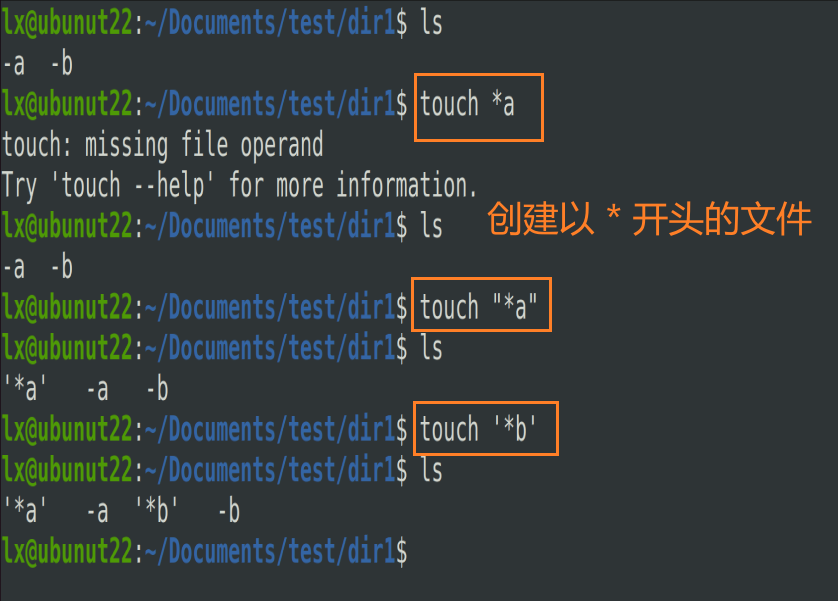 lx@ubunut22:~/Documents/test/dir1$ ls
-a  -b
lx@ubunut22:~/Documents/test/dir1$ touch *a
touch: missing file operand
Try 'touch --help' for more information.
lx@ubunut22:~/Documents/test/dir1$ ls
创建以 * 开头的文件
-a  -b
lx@ubunut22:~/Documents/test/dir1$ touch "*a"
lx@ubunut22:~/Documents/test/dir1$ ls
'*a'   -a   -b
lx@ubunut22:~/Documents/test/dir1$ touch '*b'
lx@ubunut22:~/Documents/test/dir1$ ls
'*a'   -a  '*b'   -b
lx@ubunut22:~/Documents/test/dir1$